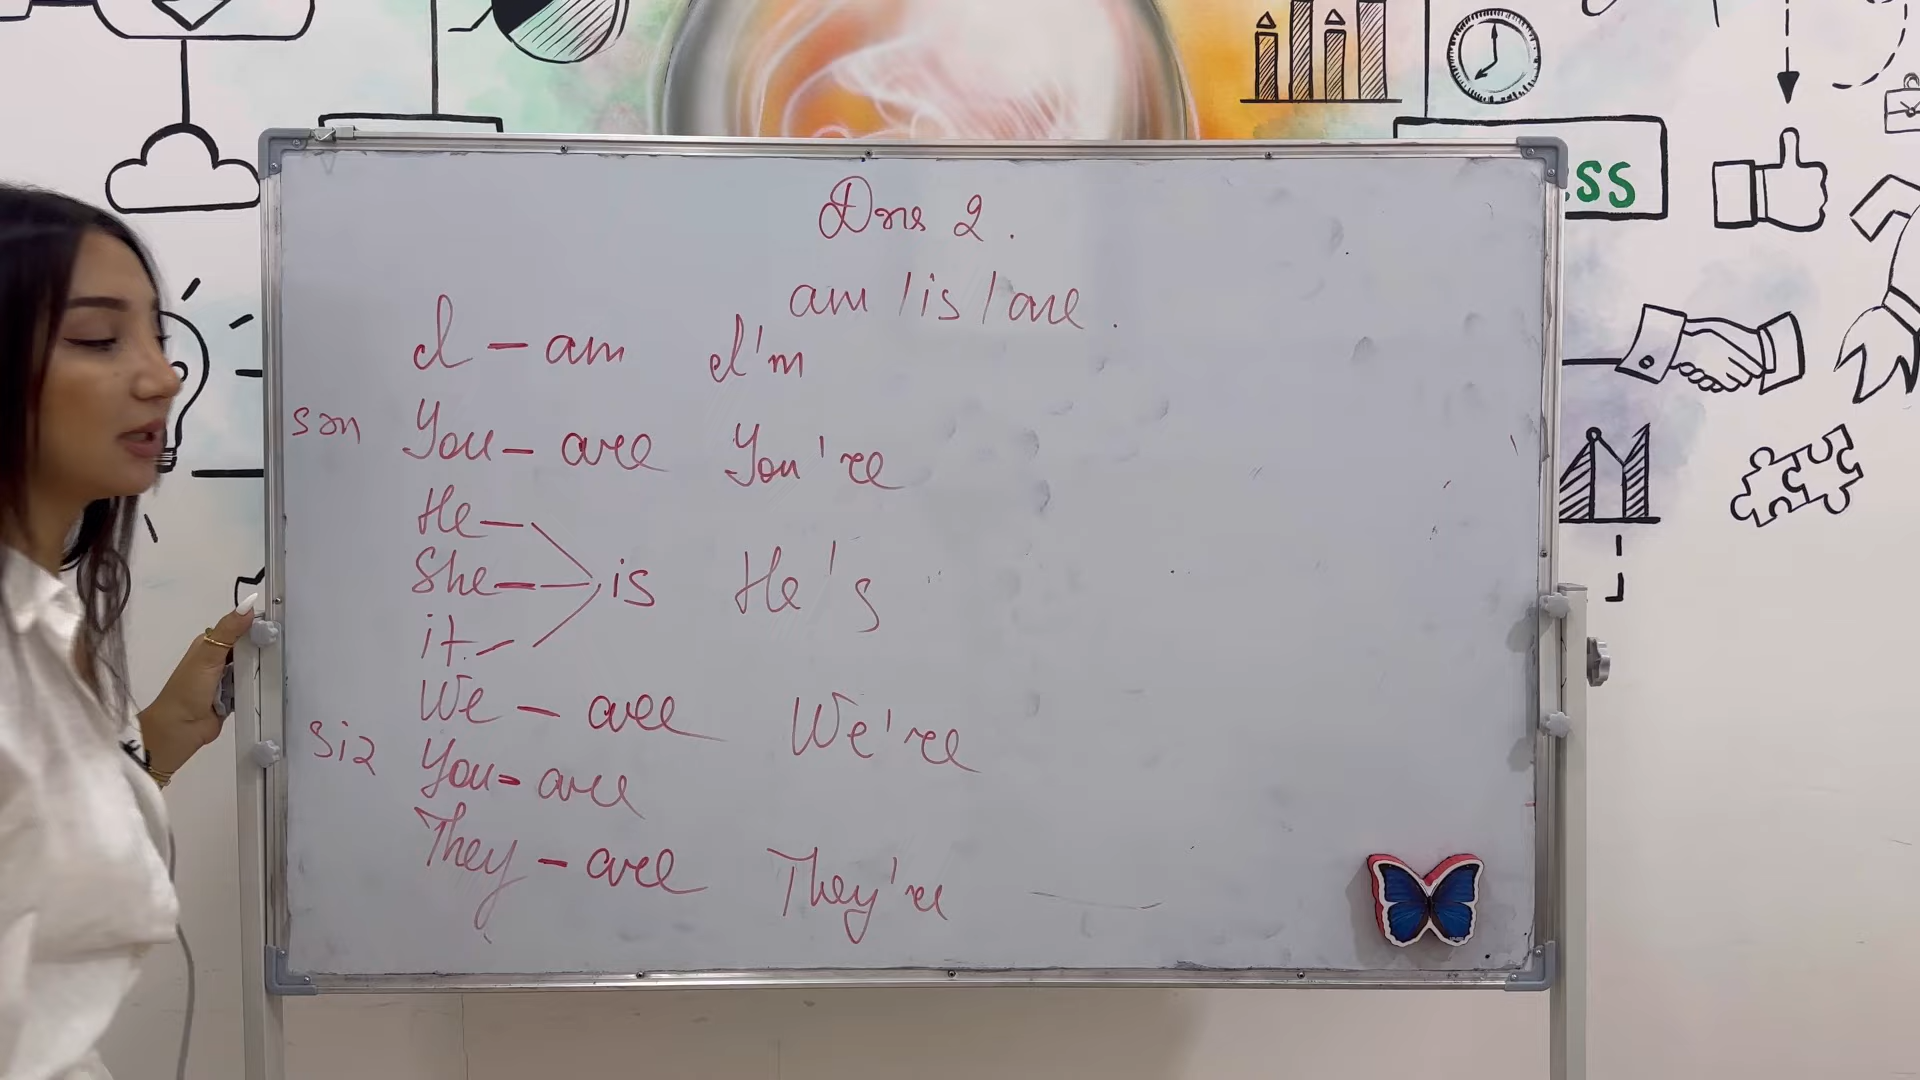 Dərs 2.
am / is / are.
I – am I'm
sən You – are You're
He –
She – is He's
it –
We – are We're
siz You – are
They – are They're
SS